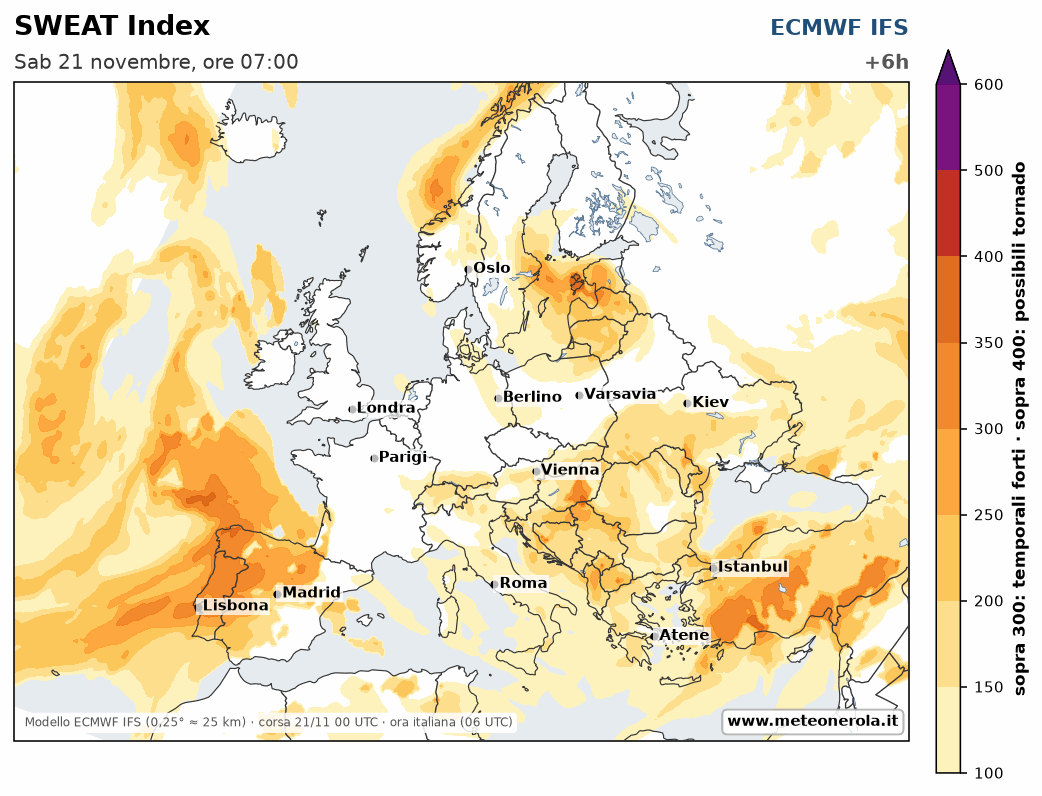 SWEAT Index
ECMWF IFS
Sab 21 novembre, ore 07:00
+6h
Oslo
Berlino
Varsavia
Kiev
Londra
Parigi
Vienna
Istanbul
Roma
Madrid
Lisbona
Atene
Modello ECMWF IFS (0,25° ≈ 25 km) · corsa 21/11 00 UTC · ora italiana (06 UTC)
www.meteonerola.it
600
500
400
350
300
250
200
150
100
sopra 300: temporali forti · sopra 400: possibili tornado